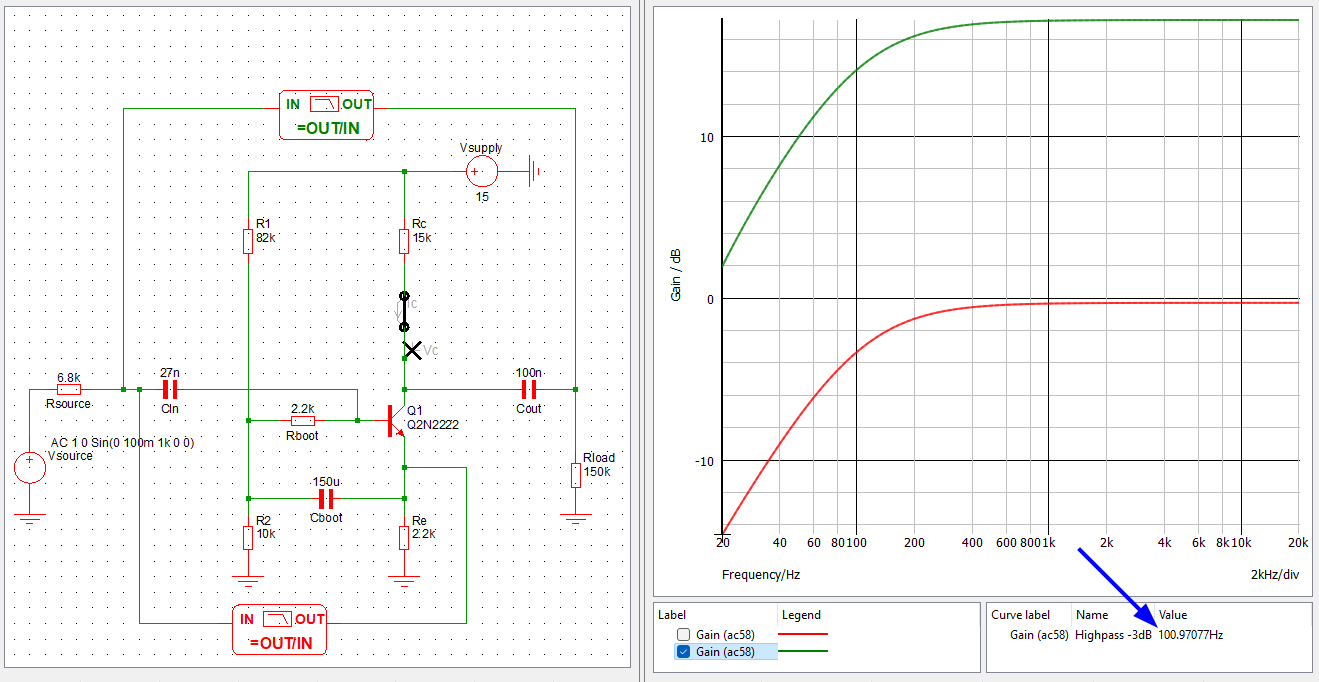 IN OUT
=OUT/IN
Vsupply
15
R1
82k
Rc
15k
Ic
Vc
6.8k
Rsource
27n
CIn
100n
Cout
2.2k
Rboot
Q1
Q2N2222
AC 1 0 Sin(0 100m 1k 0 0)
Vsource
Rload
150k
150u
Cboot
R2
10k
Re
2.2k
IN OUT
=OUT/IN
Gain / dB
10
0
-10
20 40 60 80100 200 400 600 8001k 2k 4k 6k 8k10k 20k
Frequency/Hz 2kHz/div
Label Legend
Gain (ac58)
Gain (ac58)
Curve label Name Value
Gain (ac58) Highpass -3dB 100.97077Hz